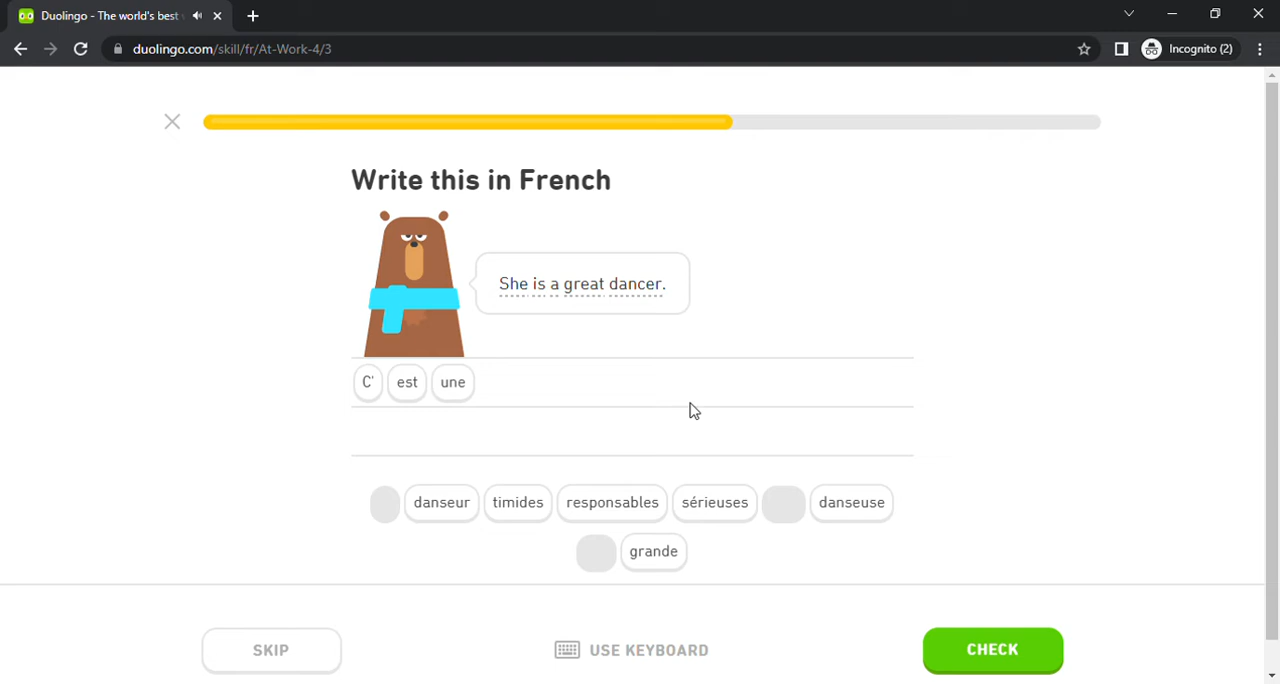 Duolingo - The world's best
duolingo.com/skill/fr/At-Work-4/3
Incognito (2)
Write this in French
She is a great dancer.
C' est une
danseur timides responsables sérieuses danseuse
grande
SKIP USE KEYBOARD CHECK